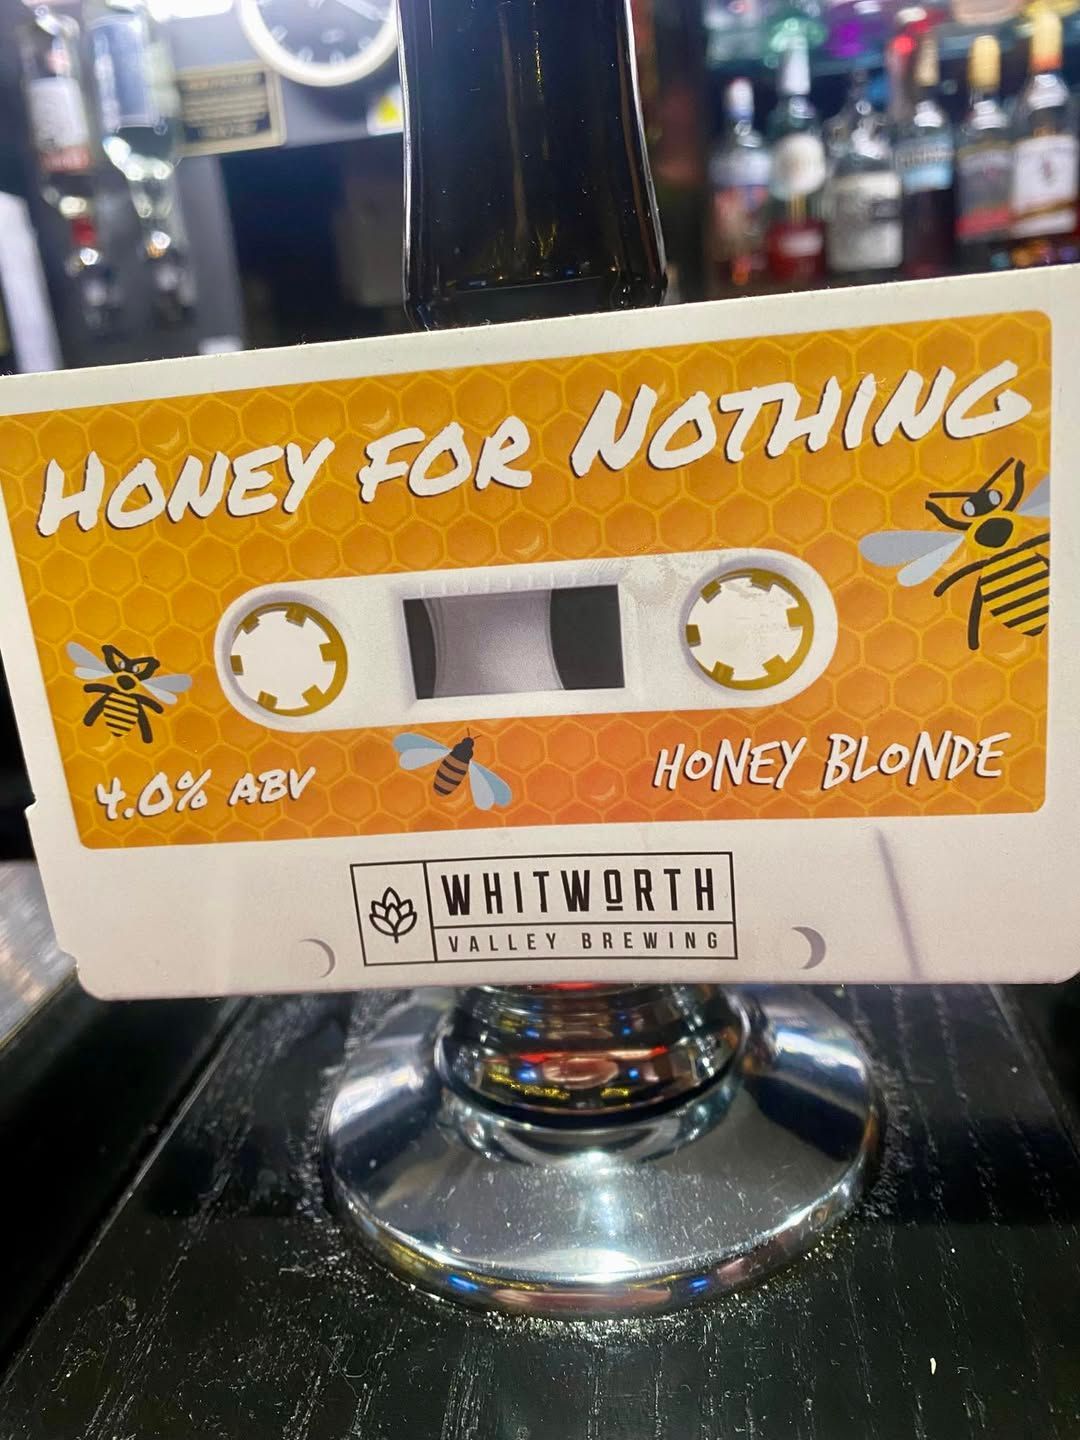 Honey for Nothing
4.0% ABV
Honey Blonde
WHITWORTH
VALLEY BREWING